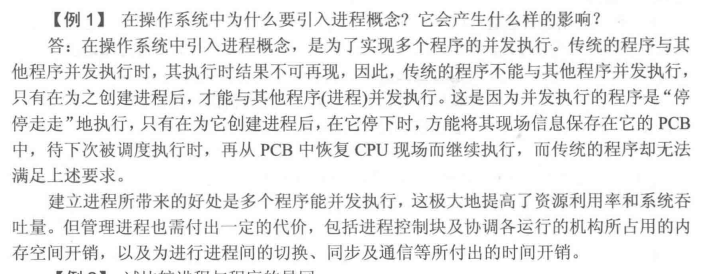 【例 1】 在操作系统中为什么要引入进程概念？它会产生什么样的影响？
答：在操作系统中引入进程概念，是为了实现多个程序的并发执行。传统的程序与其
他程序并发执行时，其执行时结果不可再现，因此，传统的程序不能与其他程序并发执行，
只有在为之创建进程后，才能与其他程序(进程)并发执行。这是因为并发执行的程序是“停
停走走”地执行，只有在为它创建进程后，在它停下时，方能将其现场信息保存在它的 PCB
中，待下次被调度执行时，再从 PCB 中恢复 CPU 现场而继续执行，而传统的程序却无法
满足上述要求。
建立进程所带来的好处是多个程序能并发执行，这极大地提高了资源利用率和系统吞
吐量。但管理进程也需付出一定的代价，包括进程控制块及协调各运行的机构所占用的内
存空间开销，以及为进行进程间的切换、同步及通信等所付出的时间开销。